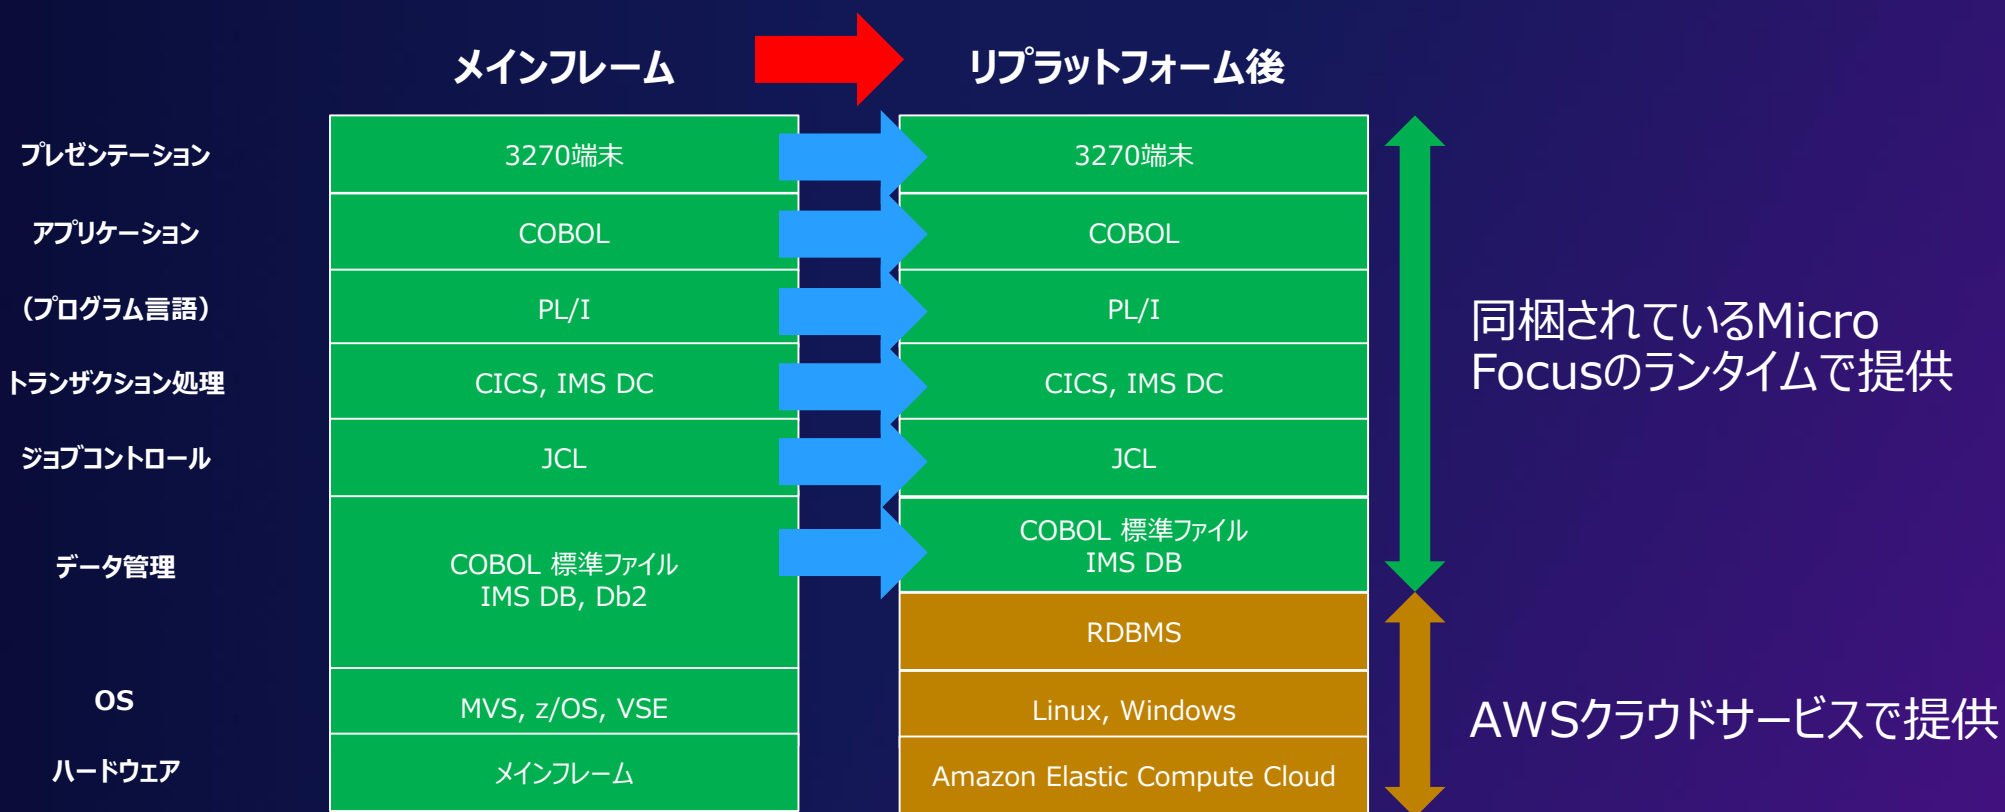 メインフレーム
リプラットフォーム後
プレゼンテーション
3270端末
3270端末
アプリケーション
COBOL
COBOL
（プログラム言語）
PL/I
PL/I
トランザクション処理
CICS, IMS DC
CICS, IMS DC
ジョブコントロール
JCL
JCL
データ管理
COBOL 標準ファイル
IMS DB, Db2
COBOL 標準ファイル
IMS DB
RDBMS
OS
MVS, z/OS, VSE
Linux, Windows
ハードウェア
メインフレーム
Amazon Elastic Compute Cloud
同梱されているMicro
Focusのランタイムで提供
AWSクラウドサービスで提供